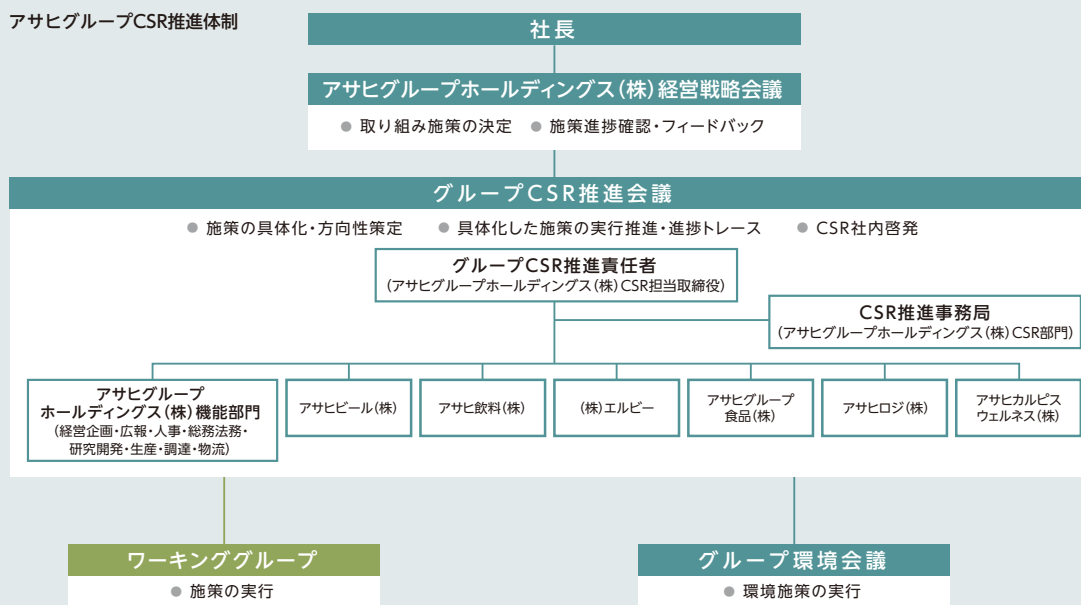 アサヒグループCSR推進体制
社長
アサヒグループホールディングス(株)経営戦略会議
● 取り組み施策の決定 ● 施策進捗確認・フィードバック
グループCSR推進会議
● 施策の具体化・方向性策定 ● 具体化した施策の実行推進・進捗トレース ● CSR社内啓発
グループCSR推進責任者
(アサヒグループホールディングス(株)CSR担当取締役)
CSR推進事務局
(アサヒグループホールディングス(株)CSR部門)
アサヒグループ
ホールディングス(株)機能部門
(経営企画・広報・人事・総務法務・
研究開発・生産・調達・物流)
アサヒビール(株)
アサヒ飲料(株)
(株)エルビー
アサヒグループ
食品(株)
アサヒロジ(株)
アサヒカルピス
ウェルネス(株)
ワーキンググループ
● 施策の実行
グループ環境会議
● 環境施策の実行